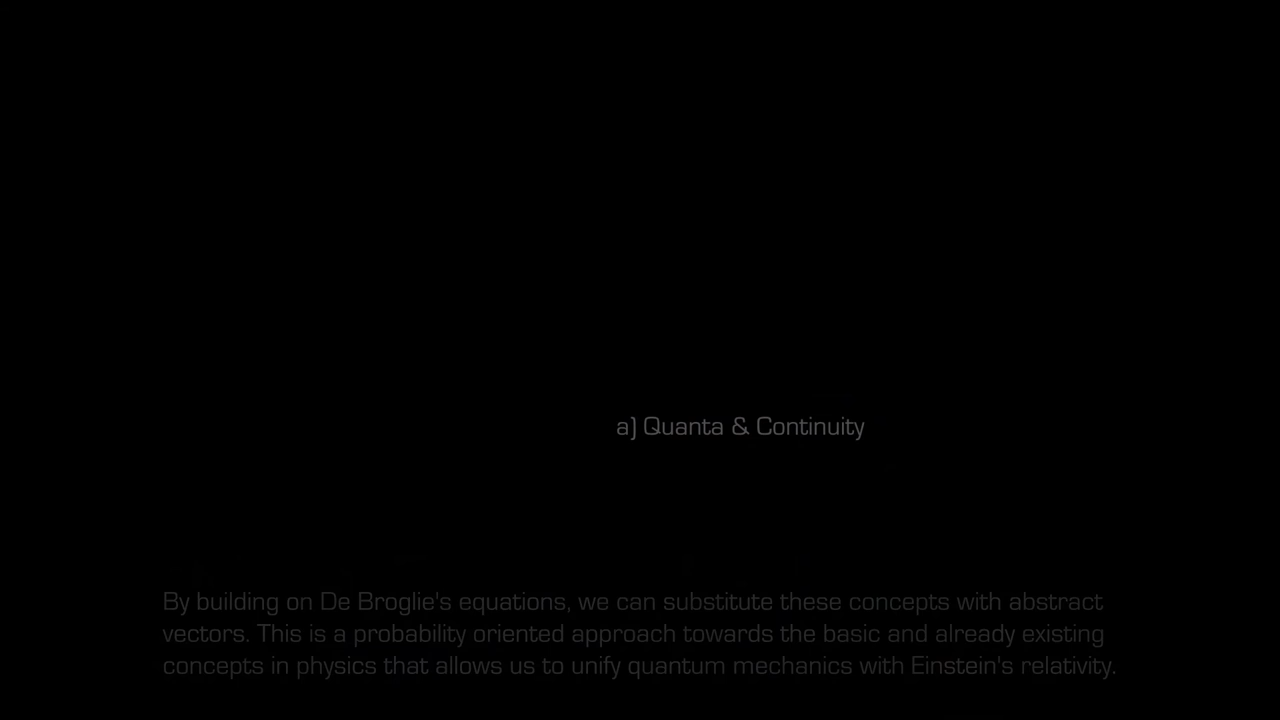 a) Quanta & Continuity
By building on De Broglie's equations, we can substitute these concepts with abstract
vectors. This is a probability oriented approach towards the basic and already existing
concepts in physics that allows us to unify quantum mechanics with Einstein's relativity.